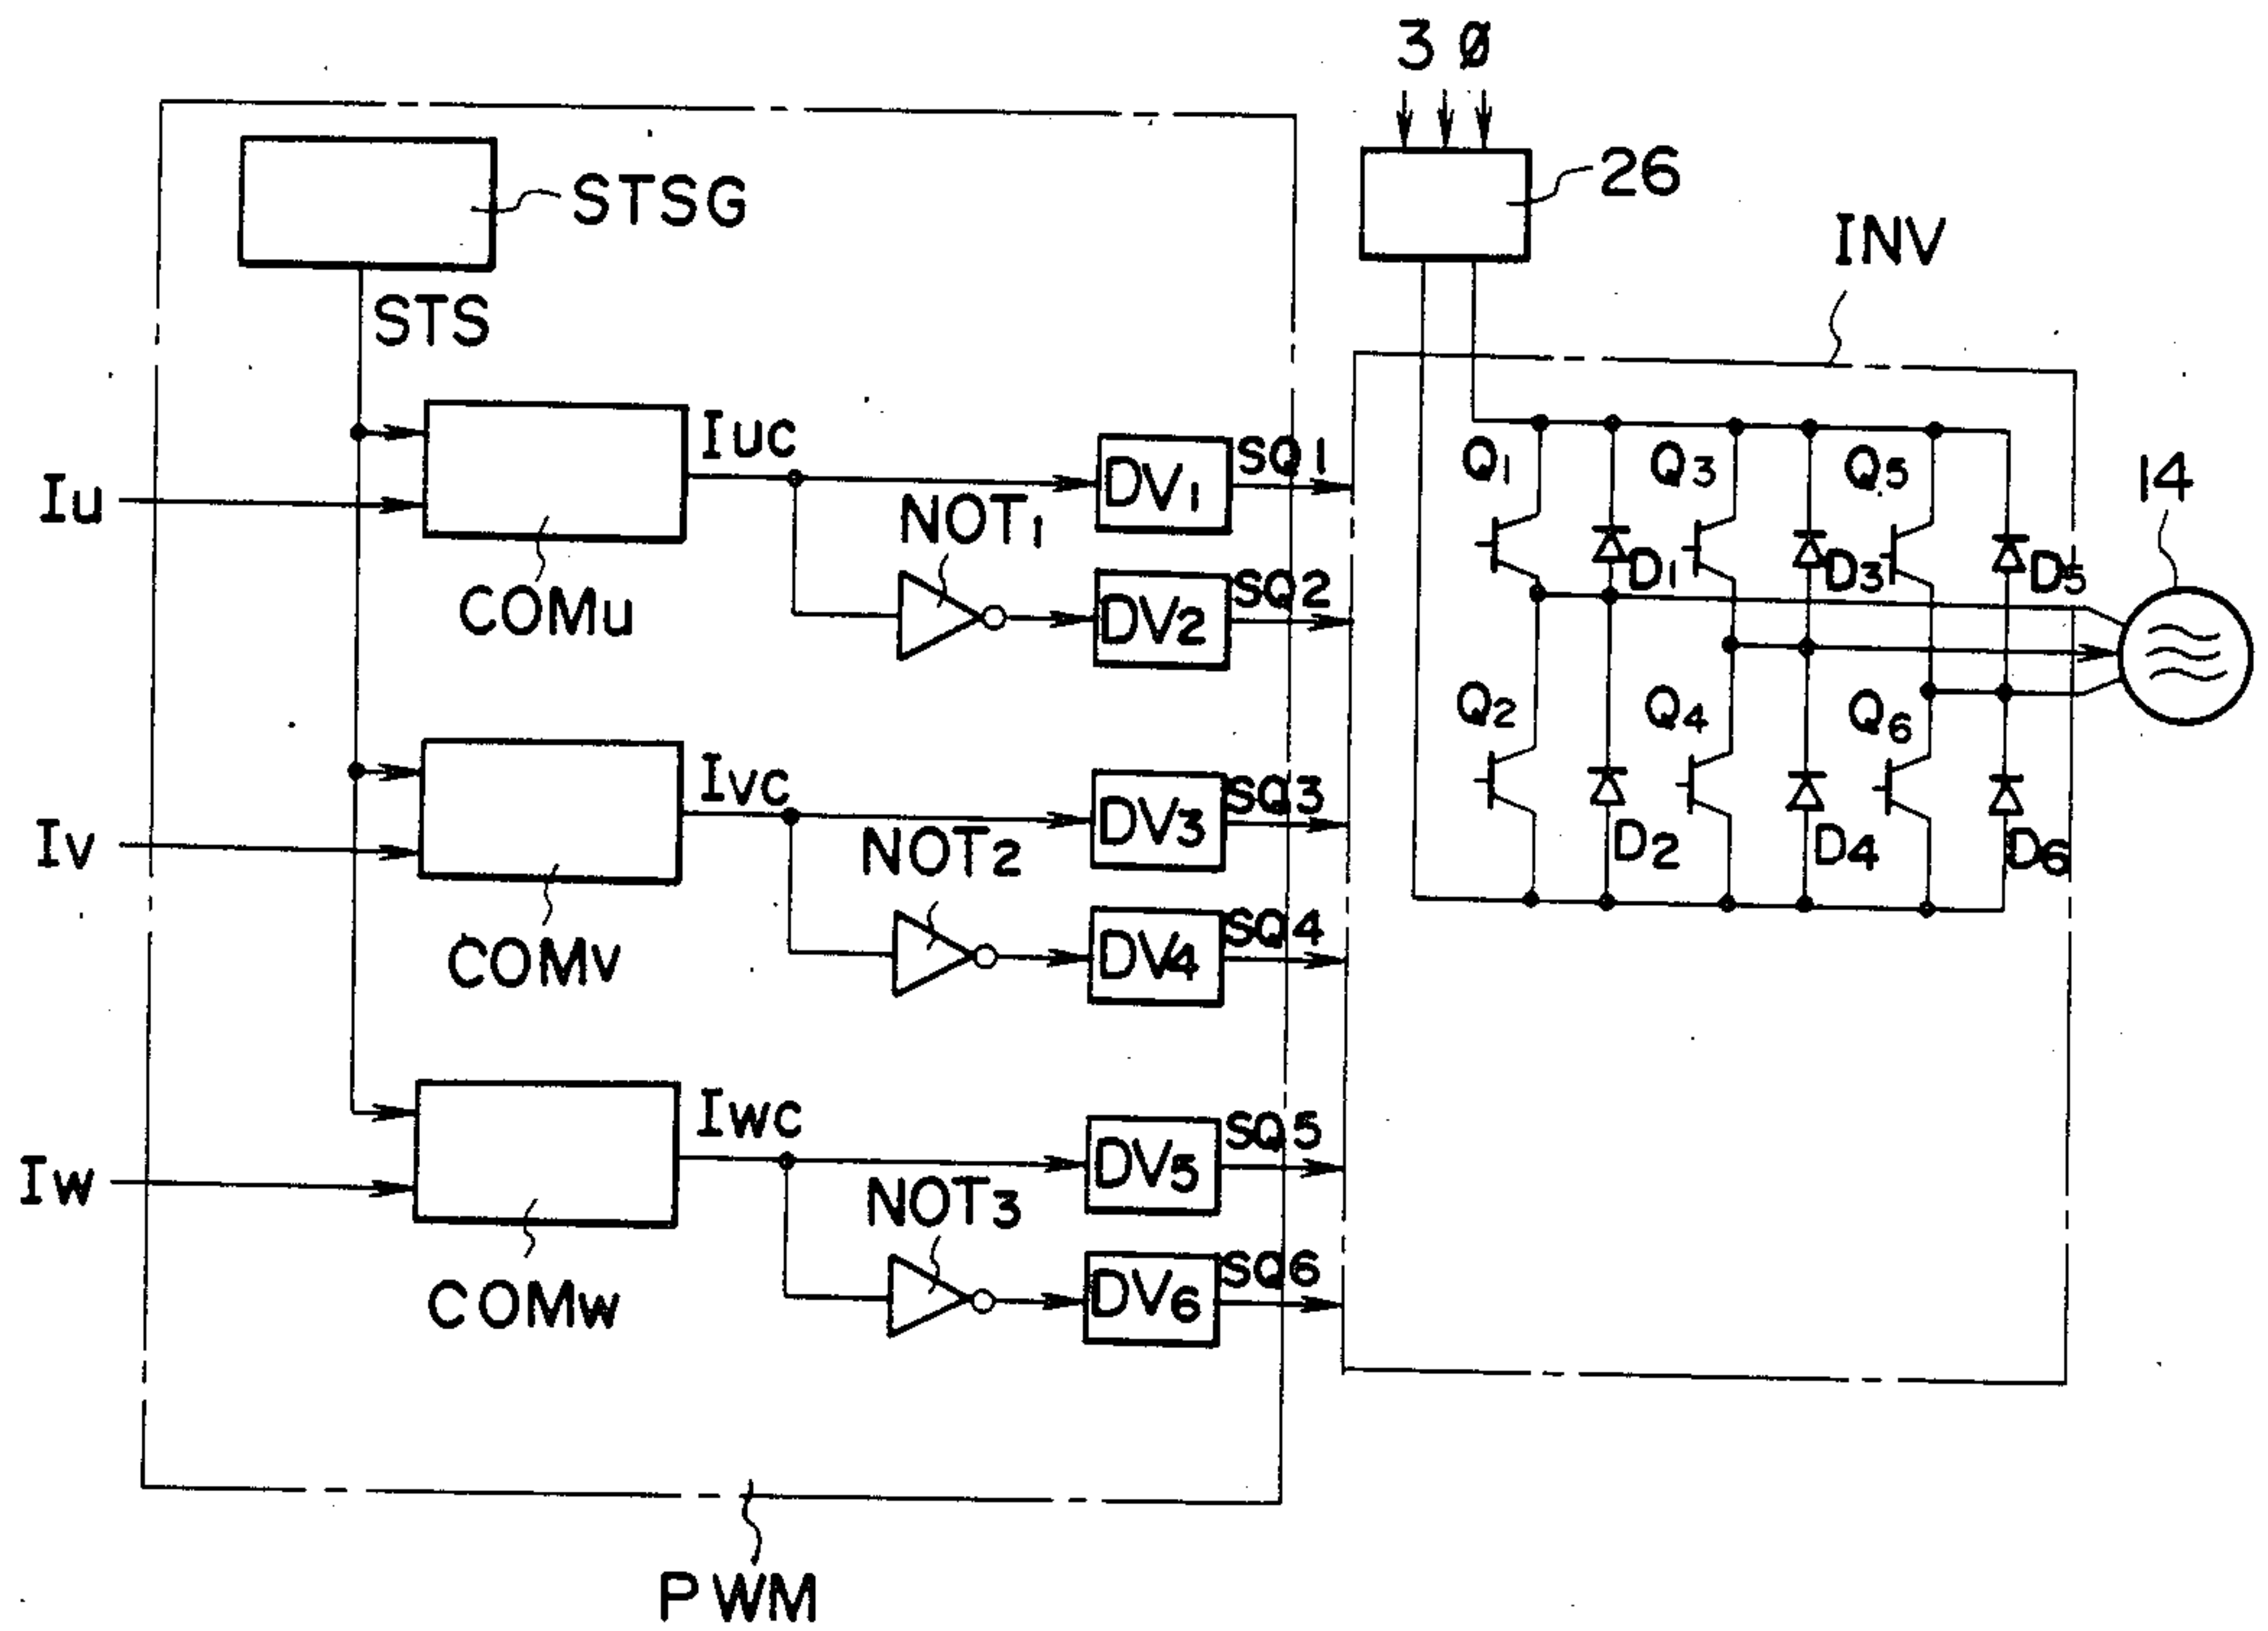 3 Ø
STSG
26
INV
STS
Iuc
SQ1
Q1
Q3
Q5
14
Iu
NOT1
DV1
COMu
SQ2
DV2
D1
D3
D5
Q2
Q4
Q6
Ivc
SQ3
Iv
NOT2
DV3
D2
D4
D6
COMv
SQ4
DV4
Iwc
SQ5
Iw
NOT3
DV5
COMw
SQ6
DV6
PWM